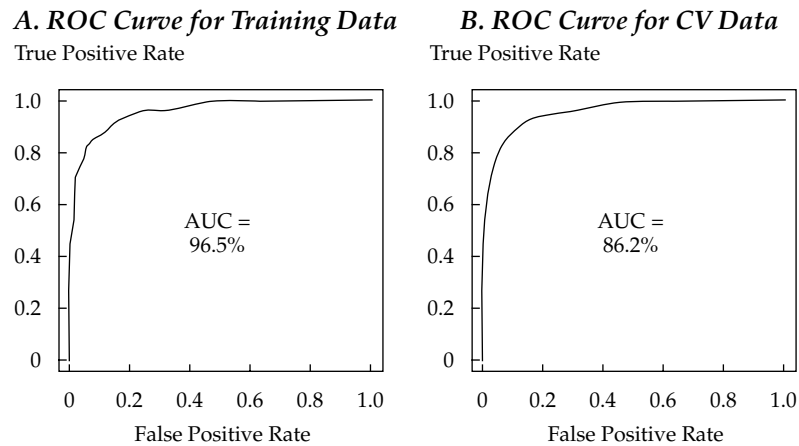 A. ROC Curve for Training Data
True Positive Rate
1.0
0.8
0.6
0.4
0.2
0
AUC =
96.5%
0 0.2 0.4 0.6 0.8 1.0
False Positive Rate
B. ROC Curve for CV Data
True Positive Rate
1.0
0.8
0.6
0.4
0.2
0
AUC =
86.2%
0 0.2 0.4 0.6 0.8 1.0
False Positive Rate